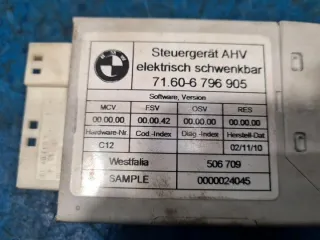 Steuergerät AHV
elektrisch schwenkbar
71.60-6 796 905
Software, Version
MCV FSV OSV RES
00.00.00 00.00.42 00.00.00 00.00.00
Hardware-Nr. Cod.-Index Diag.-Index Herstell-Dat
C12 02/11/10
Westfalia 506 709
SAMPLE 0000024045